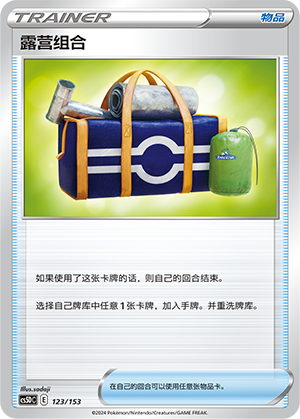 TRAINER
物品
露营组合
如果使用了这张卡牌的话，则自己的回合结束。
选择自己牌库中任意1张卡牌，加入手牌。并重洗牌库。
Illus.sadaji
CS5DC E 123/153
在自己的回合可以使用任意张物品卡。
©2024 Pokémon/Nintendo/Creatures/GAME FREAK.